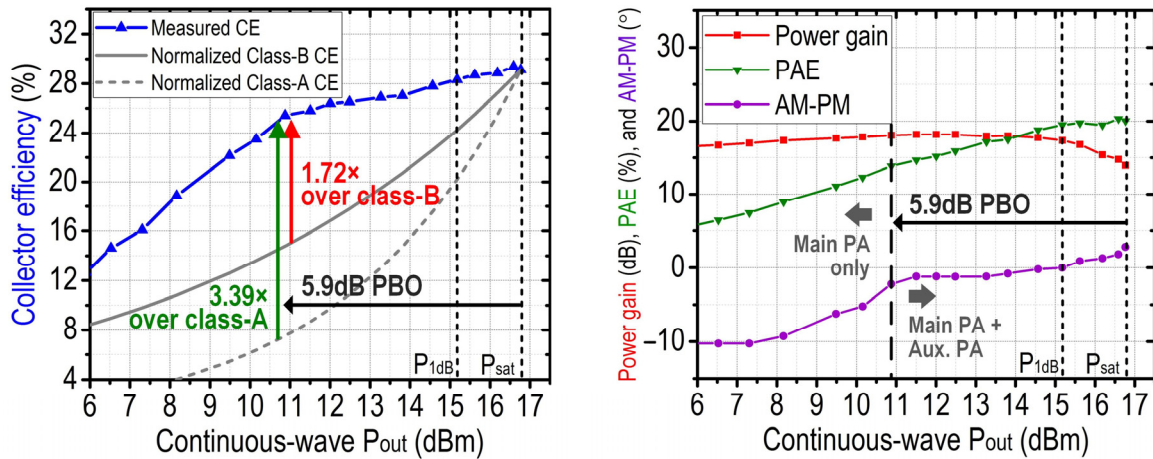 Collector efficiency (%)
32
28
24
20
16
12
8
4
Measured CE
Normalized Class-B CE
Normalized Class-A CE
1.72×
over class-B
3.39×
over class-A
5.9dB PBO
P1dB
Psat
6 7 8 9 10 11 12 13 14 15 16 17
Continuous-wave Pout (dBm)
Power gain (dB), PAE (%), and AM-PM (°)
30
20
10
0
−10
Power gain
PAE
AM-PM
5.9dB PBO
Main PA
only
Main PA +
Aux. PA
P1dB
Psat
6 7 8 9 10 11 12 13 14 15 16 17
Continuous-wave Pout (dBm)